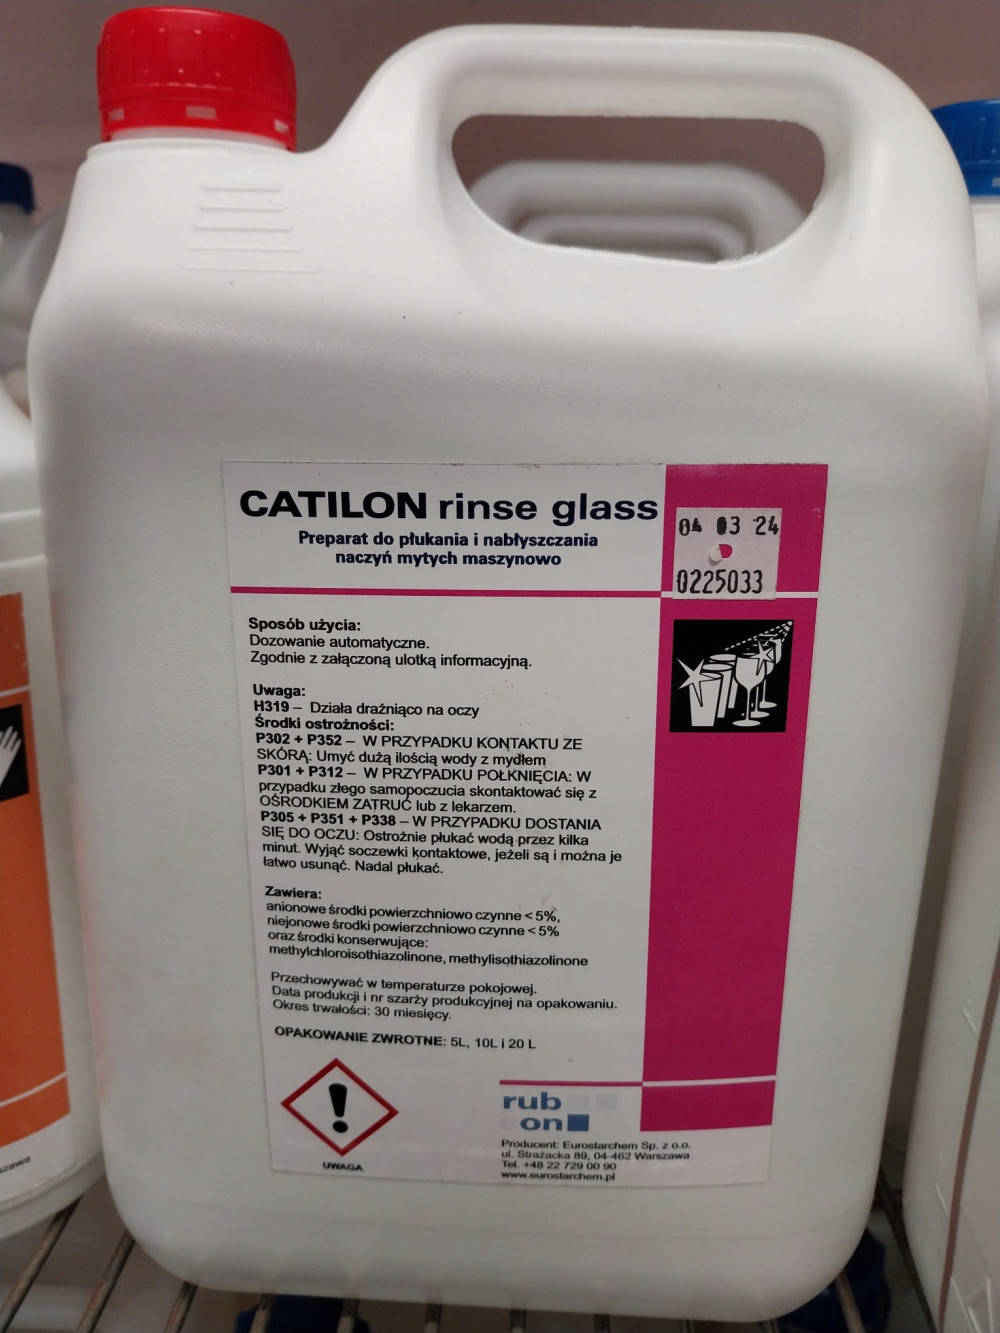 CATILON rinse glass
Preparat do płukania i nabłyszczania
naczyń mytych maszynowo
04 03 24
0225033
Sposób użycia:
Dozowanie automatyczne.
Zgodnie z załączoną ulotką informacyjną.
Uwaga:
H319 – Działa drażniąco na oczy
Środki ostrożności:
P302 + P352 – W PRZYPADKU KONTAKTU ZE
SKÓRĄ: Umyć dużą ilością wody z mydłem
P301 + P312 – W PRZYPADKU POŁKNIĘCIA: W
przypadku złego samopoczucia skontaktować się z
OŚRODKIEM ZATRUĆ lub z lekarzem.
P305 + P351 + P338 – W PRZYPADKU DOSTANIA
SIĘ DO OCZU: Ostrożnie płukać wodą przez kilka
minut. Wyjąć soczewki kontaktowe, jeżeli są i można je
łatwo usunąć. Nadal płukać.
Zawiera:
anionowe środki powierzchniowo czynne < 5%,
niejonowe środki powierzchniowo czynne < 5%
oraz środki konserwujące:
methylchloroisothiazolinone, methylisothiazolinone
Przechowywać w temperaturze pokojowej.
Data produkcji i nr szarży produkcyjnej na opakowaniu.
Okres trwałości: 30 miesięcy.
OPAKOWANIE ZWROTNE: 5L, 10L i 20 L
UWAGA
rub
con
Producent: Eurostarchem Sp. z o.o.
ul. Strażacka 89, 04-462 Warszawa
Tel. +48 22 729 00 90
www.eurostarchem.pl